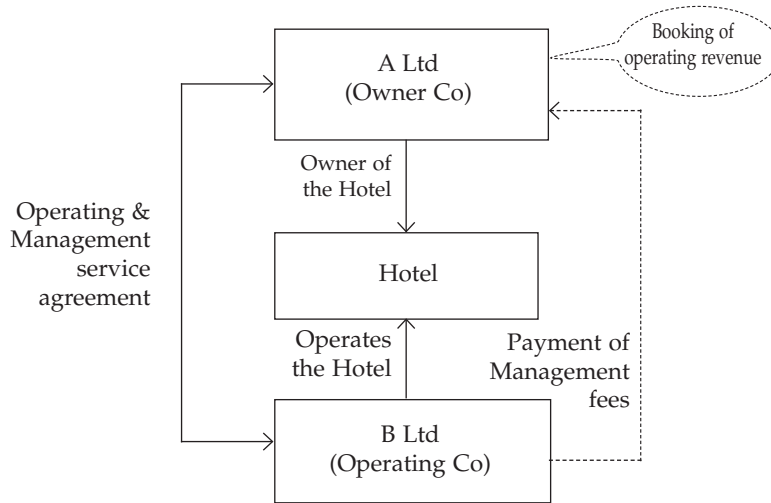 Booking of
operating revenue
A Ltd
(Owner Co)
Owner of
the Hotel
Operating &
Management
service
agreement
Hotel
Operates
the Hotel
Payment of
Management
fees
B Ltd
(Operating Co)